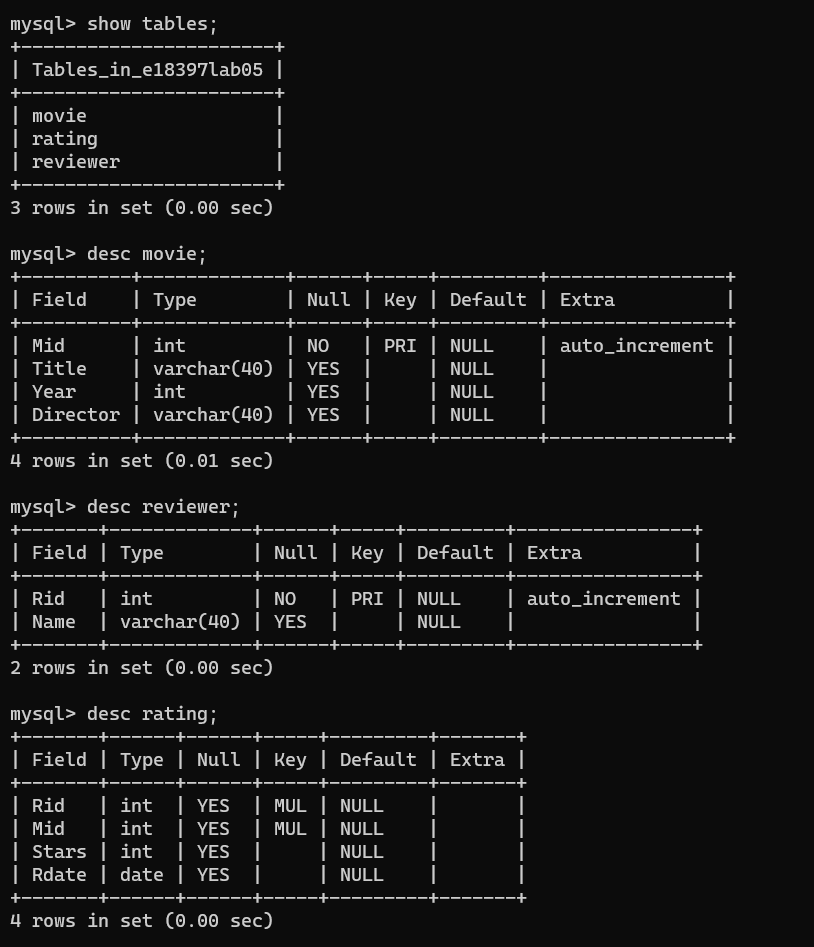 mysql> show tables;
+-----------------------+
| Tables_in_e18397lab05 |
+-----------------------+
| movie                 |
| rating                |
| reviewer              |
+-----------------------+
3 rows in set (0.00 sec)

mysql> desc movie;
+----------+-------------+------+-----+---------+----------------+
| Field    | Type        | Null | Key | Default | Extra          |
+----------+-------------+------+-----+---------+----------------+
| Mid      | int         | NO   | PRI | NULL    | auto_increment |
| Title    | varchar(40) | YES  |     | NULL    |                |
| Year     | int         | YES  |     | NULL    |                |
| Director | varchar(40) | YES  |     | NULL    |                |
+----------+-------------+------+-----+---------+----------------+
4 rows in set (0.01 sec)

mysql> desc reviewer;
+-------+-------------+------+-----+---------+----------------+
| Field | Type        | Null | Key | Default | Extra          |
+-------+-------------+------+-----+---------+----------------+
| Rid   | int         | NO   | PRI | NULL    | auto_increment |
| Name  | varchar(40) | YES  |     | NULL    |                |
+-------+-------------+------+-----+---------+----------------+
2 rows in set (0.00 sec)

mysql> desc rating;
+-------+------+------+-----+---------+-------+
| Field | Type | Null | Key | Default | Extra |
+-------+------+------+-----+---------+-------+
| Rid   | int  | YES  | MUL | NULL    |       |
| Mid   | int  | YES  | MUL | NULL    |       |
| Stars | int  | YES  |     | NULL    |       |
| Rdate | date | YES  |     | NULL    |       |
+-------+------+------+-----+---------+-------+
4 rows in set (0.00 sec)